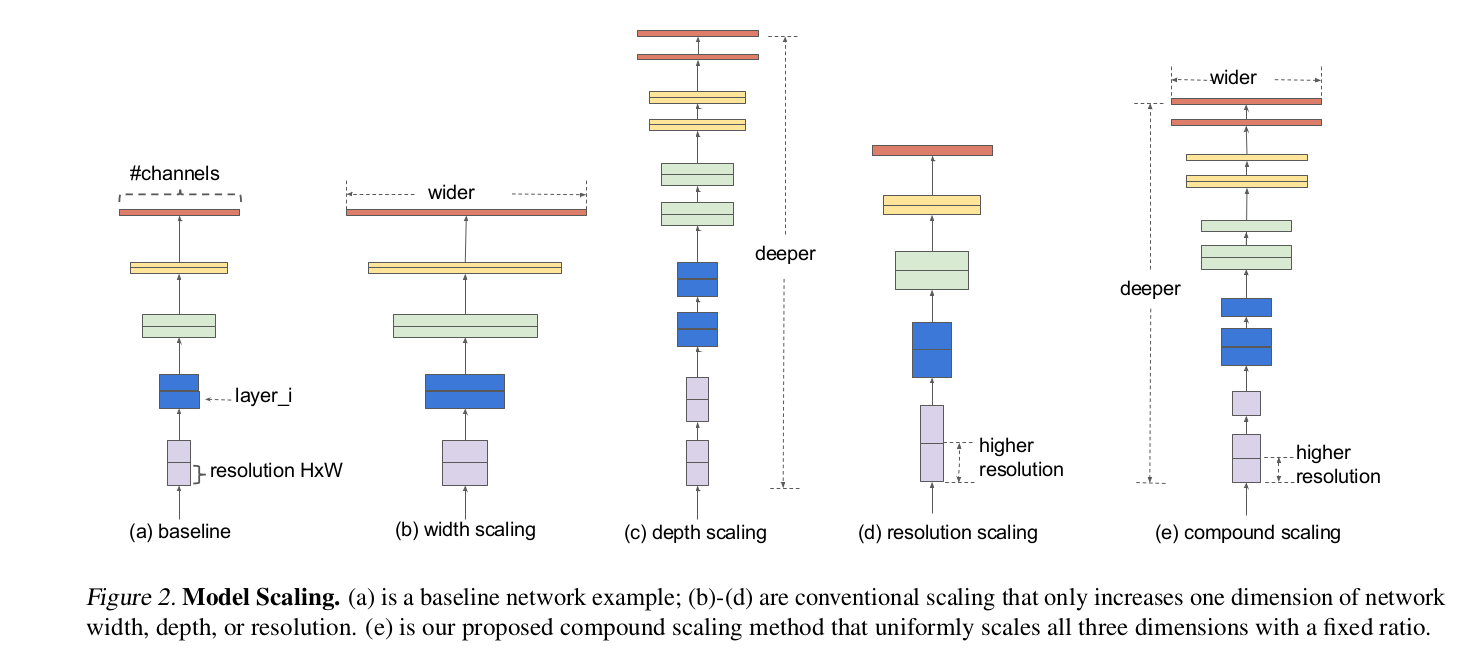 #channels
layer_i
resolution HxW
(a) baseline
wider
(b) width scaling
deeper
(c) depth scaling
higher
resolution
(d) resolution scaling
wider
deeper
higher
resolution
(e) compound scaling
Figure 2. Model Scaling. (a) is a baseline network example; (b)-(d) are conventional scaling that only increases one dimension of network
width, depth, or resolution. (e) is our proposed compound scaling method that uniformly scales all three dimensions with a fixed ratio.